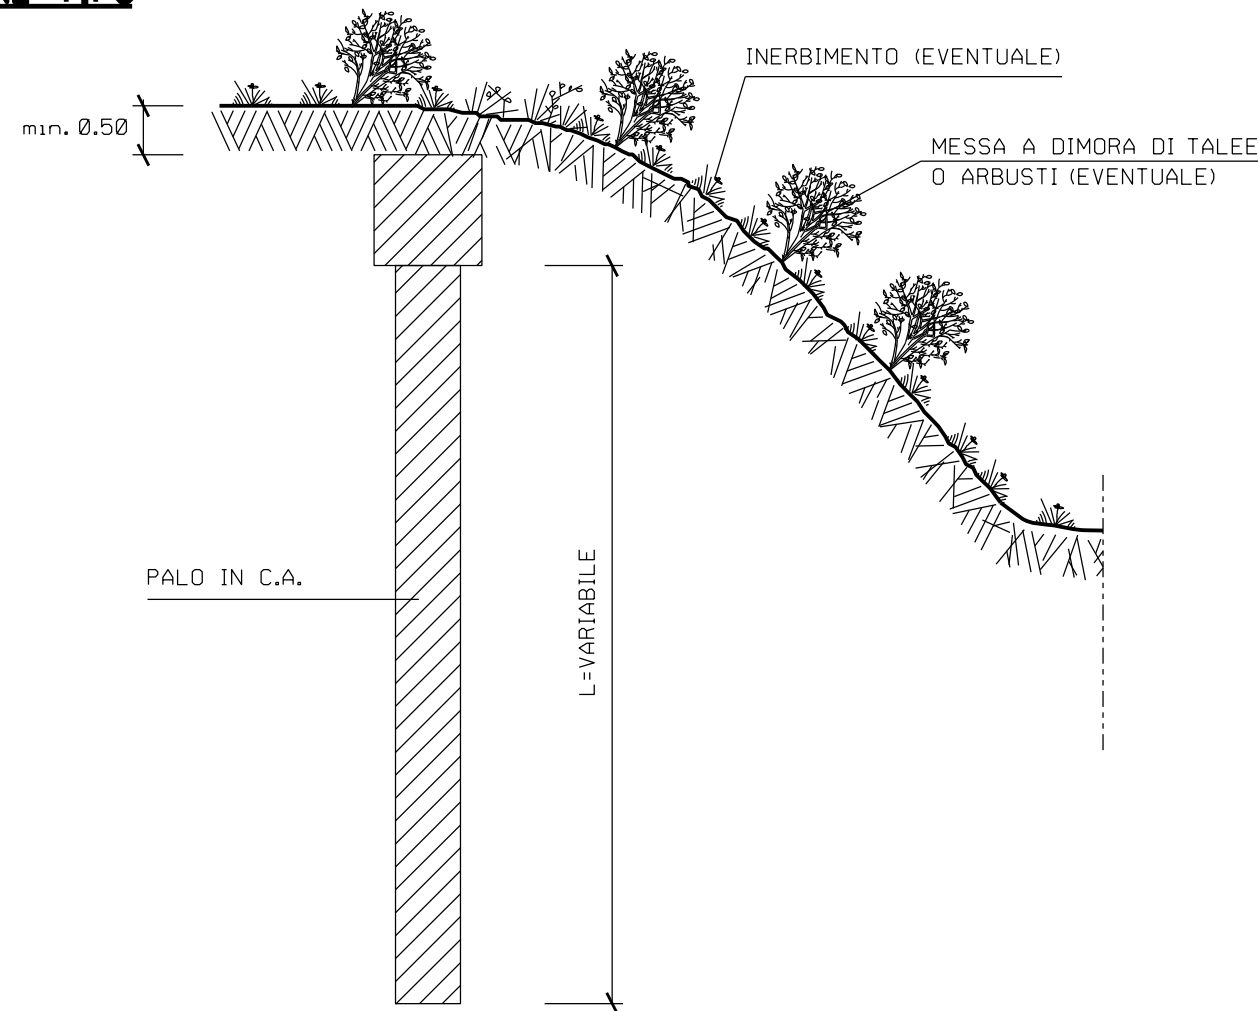 INERBIMENTO (EVENTUALE)
min. 0.50
MESSA A DIMORA DI TALEE
O ARBUSTI (EVENTUALE)
PALO IN C.A.
L=VARIABILE